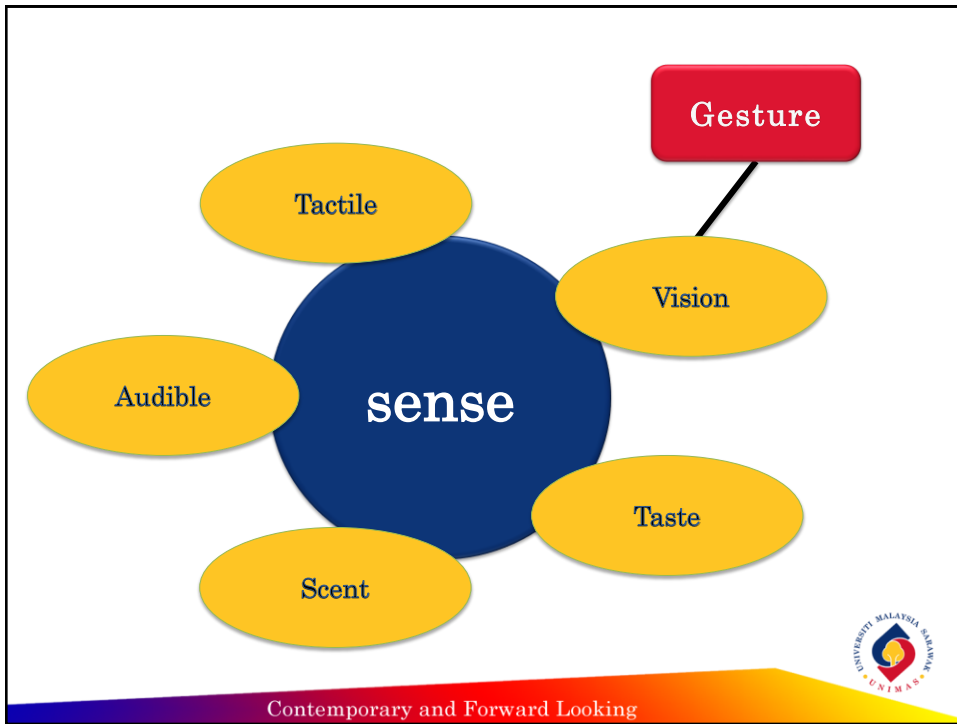 Gesture
Tactile
Vision
Audible
sense
Taste
Scent
UNIVERSITI MALAYSIA SARAWAK
UNIMAS
Contemporary and Forward Looking